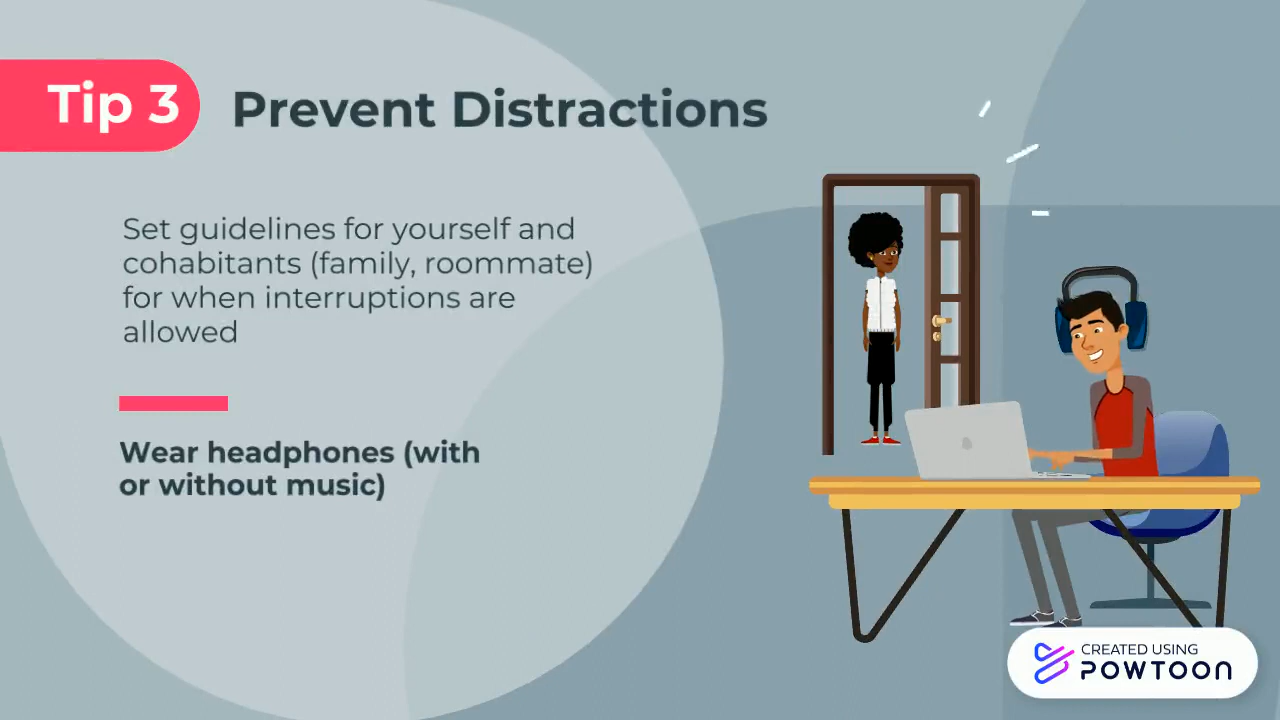 Tip 3
Prevent Distractions
Set guidelines for yourself and
cohabitants (family, roommate)
for when interruptions are
allowed
Wear headphones (with
or without music)
CREATED USING
POWTOON